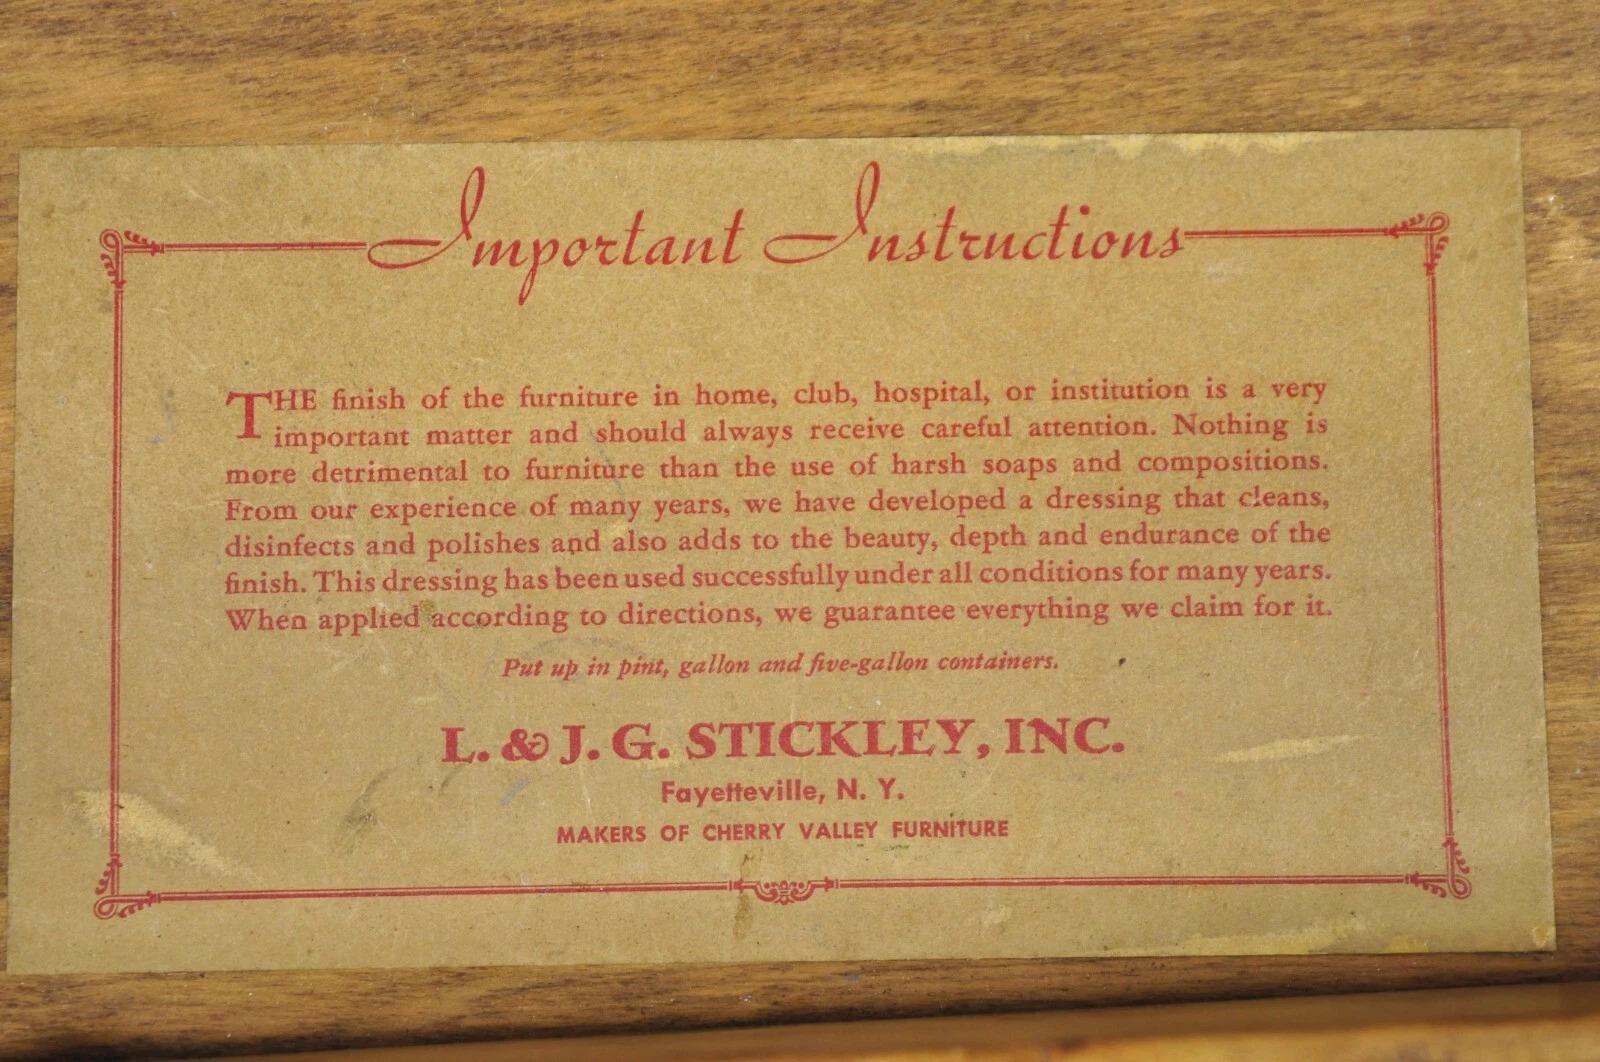 Important Instructions
THE finish of the furniture in home, club, hospital, or institution is a very
important matter and should always receive careful attention. Nothing is
more detrimental to furniture than the use of harsh soaps and compositions.
From our experience of many years, we have developed a dressing that cleans,
disinfects and polishes and also adds to the beauty, depth and endurance of the
finish. This dressing has been used successfully under all conditions for many years.
When applied according to directions, we guarantee everything we claim for it.
Put up in pint, gallon and five-gallon containers.
L. & J. G. STICKLEY, INC.
Fayetteville, N. Y.
MAKERS OF CHERRY VALLEY FURNITURE